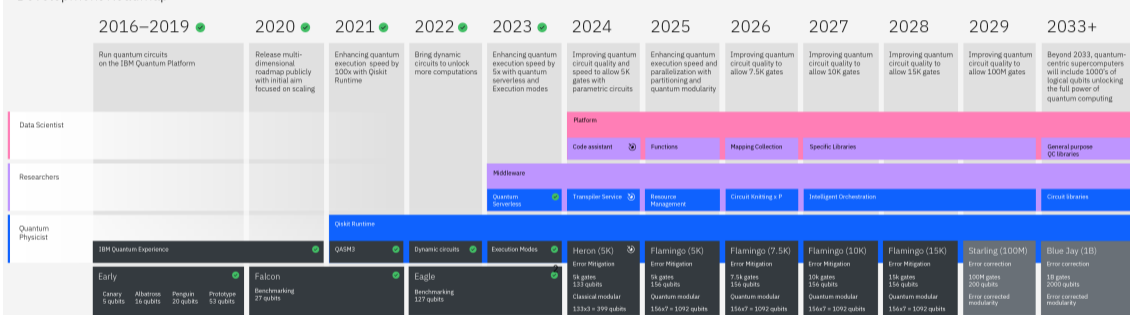 2016–2019
2020
2021
2022
2023
2024
2025
2026
2027
2028
2029
2033+
Run quantum circuits
on the IBM Quantum Platform
Release multi-
dimensional
roadmap publicly
with initial aim
focused on scaling
Enhancing quantum
execution speed by
100x with Qiskit
Runtime
Bring dynamic
circuits to unlock
more computations
Enhancing quantum
execution speed by
5x with quantum
serverless and
Execution modes
Improving quantum
circuit quality and
speed to allow 5K
gates with
parametric circuits
Enhancing quantum
execution speed and
parallelization with
partitioning and
quantum modularity
Improving quantum
circuit quality to
allow 7.5K gates
Improving quantum
circuit quality to
allow 10K gates
Improving quantum
circuit quality to
allow 15K gates
Improving quantum
circuit quality to
allow 100M gates
Beyond 2033, quantum-
centric supercomputers
will include 1000's of
logical qubits unlocking
the full power of
quantum computing
Data Scientist
Platform
Code assistant
Functions
Mapping Collection
Specific Libraries
General purpose
QC libraries
Researchers
Middleware
Quantum
Serverless
Transpiler Service
Resource
Management
Circuit Knitting x P
Intelligent Orchestration
Circuit libraries
Quantum
Physicist
Qiskit Runtime
IBM Quantum Experience
QASM3
Dynamic circuits
Execution Modes
Early
Canary
5 qubits
Albatross
16 qubits
Penguin
20 qubits
Prototype
53 qubits
Falcon
Benchmarking
27 qubits
Eagle
Benchmarking
127 qubits
Heron (5K)
Error Mitigation
5k gates
133 qubits
Classical modular
133x3 = 399 qubits
Flamingo (5K)
Error Mitigation
5k gates
156 qubits
Quantum modular
156x7 = 1092 qubits
Flamingo (7.5K)
Error Mitigation
7.5k gates
156 qubits
Quantum modular
156x7 = 1092 qubits
Flamingo (10K)
Error Mitigation
10k gates
156 qubits
Quantum modular
156x7 = 1092 qubits
Flamingo (15K)
Error Mitigation
15k gates
156 qubits
Quantum modular
156x7 = 1092 qubits
Starling (100M)
Error correction
100M gates
200 qubits
Error corrected
modularity
Blue Jay (1B)
Error correction
1B gates
2000 qubits
Error corrected
modularity